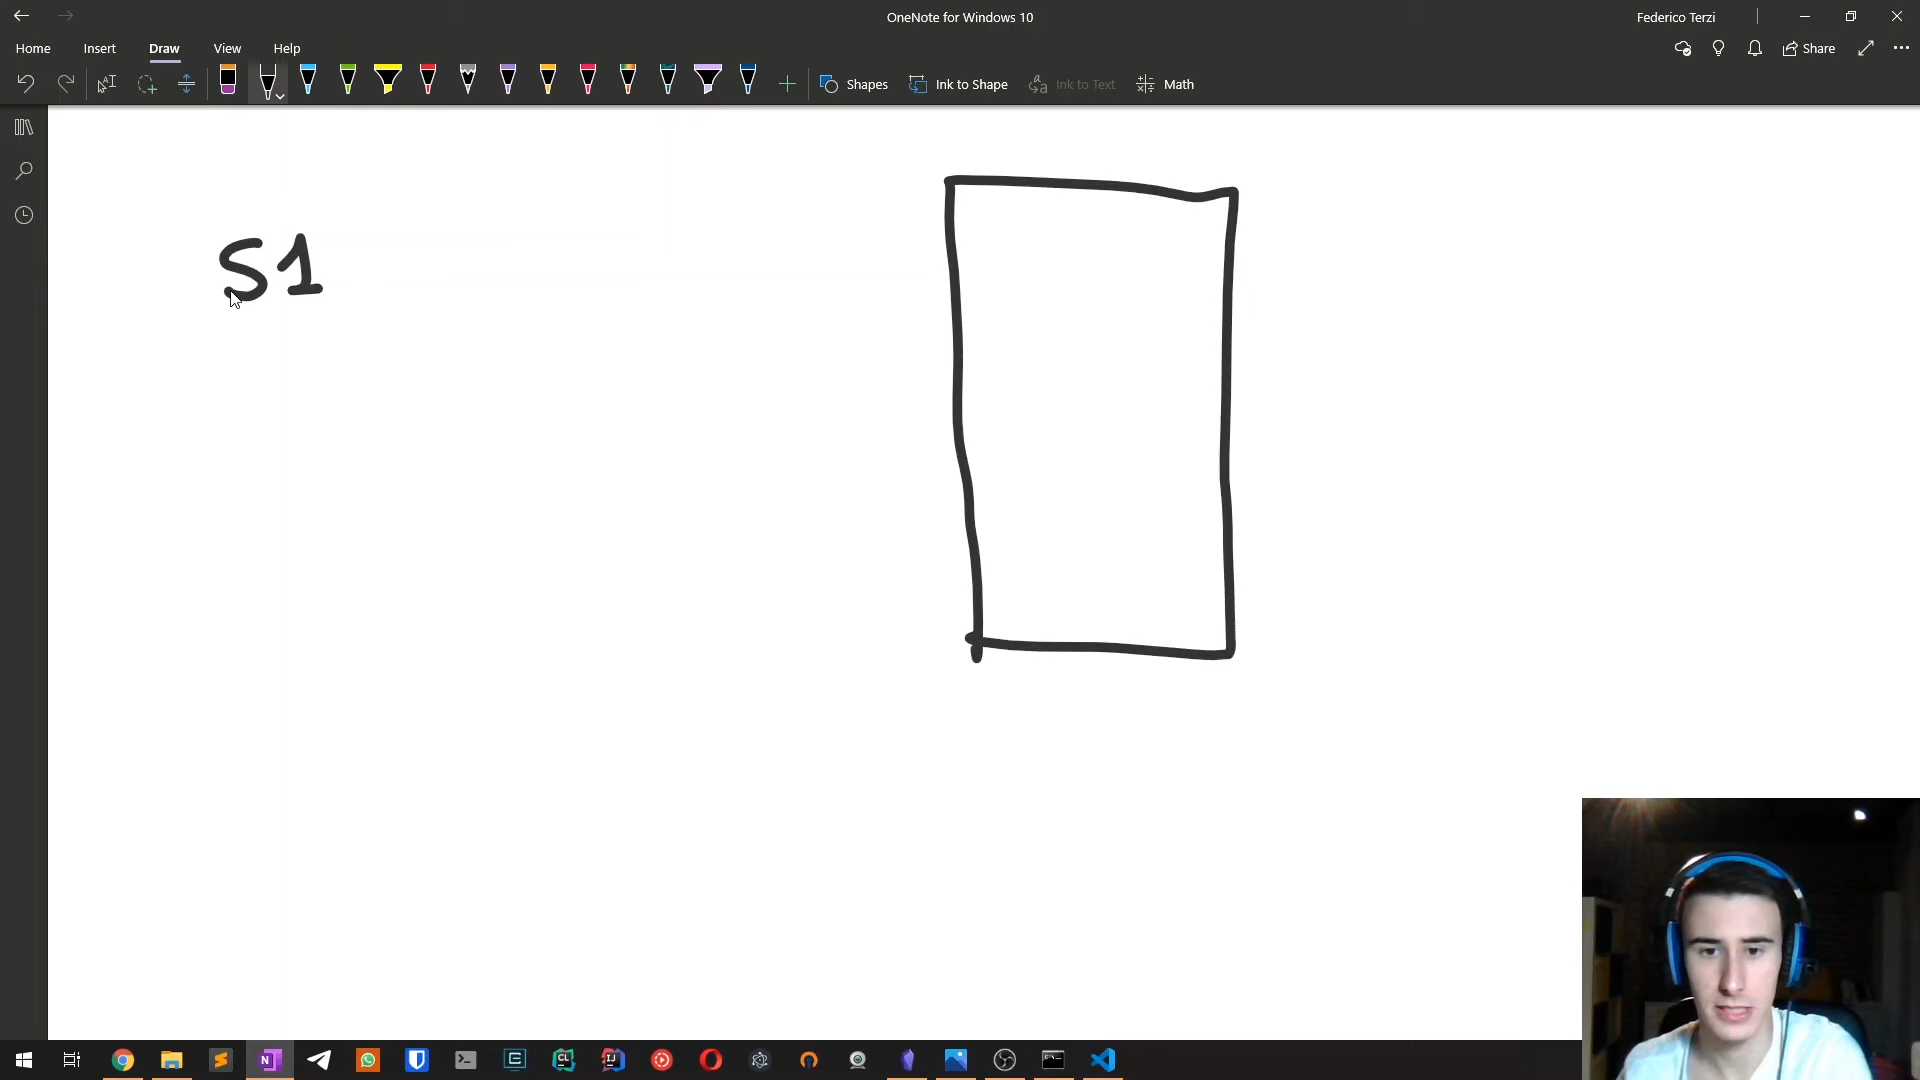 OneNote for Windows 10
Federico Terzi
Home Insert Draw View Help
Share
Shapes
Ink to Shape
Ink to Text
Math
S1